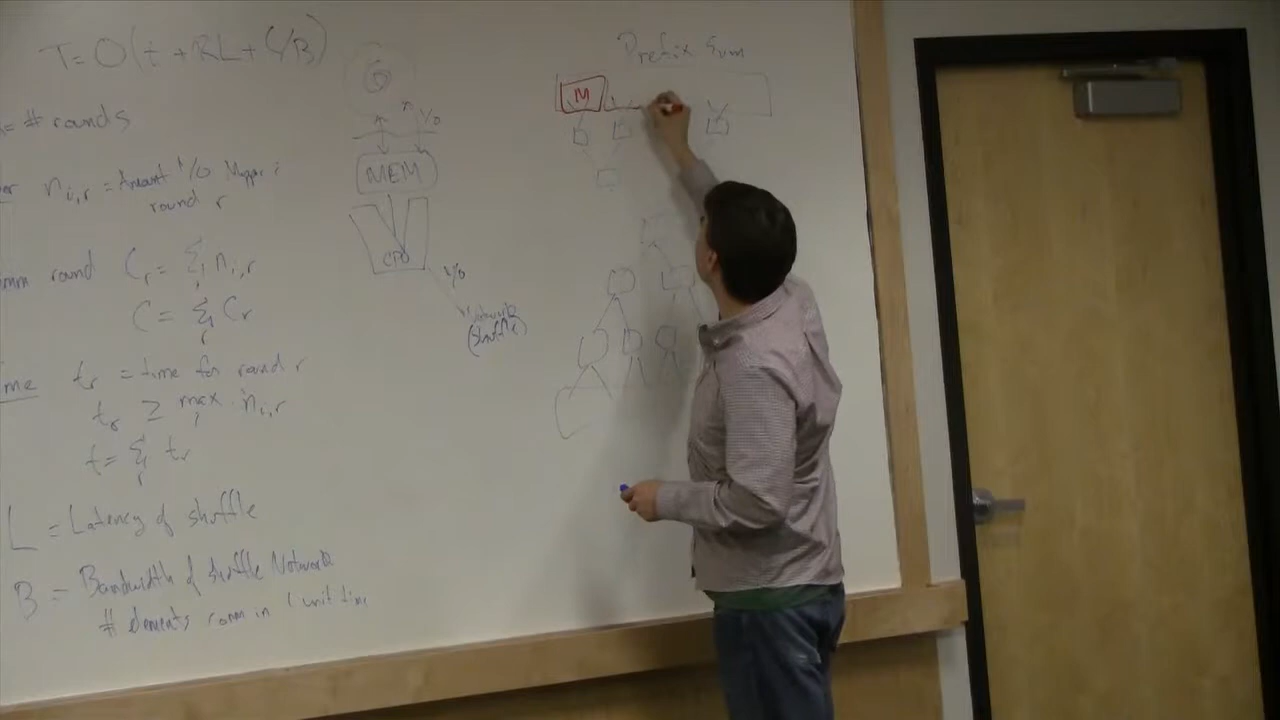 T = O(t + RL + C/B)
= # rounds
n_{i,r} = Amount I/O Mapper i
round r
comm round C_r = Σ_i n_{i,r}
C = Σ_r C_r
t_r = time for round r
t_r ≥ max_i n_{i,r}
t = Σ_r t_r
L = Latency of shuffle
B = Bandwidth of shuffle Network
# elements comm in 1 unit time
MEM
CPU
I/O
Network
(shuffle)
Prefix Sum
M